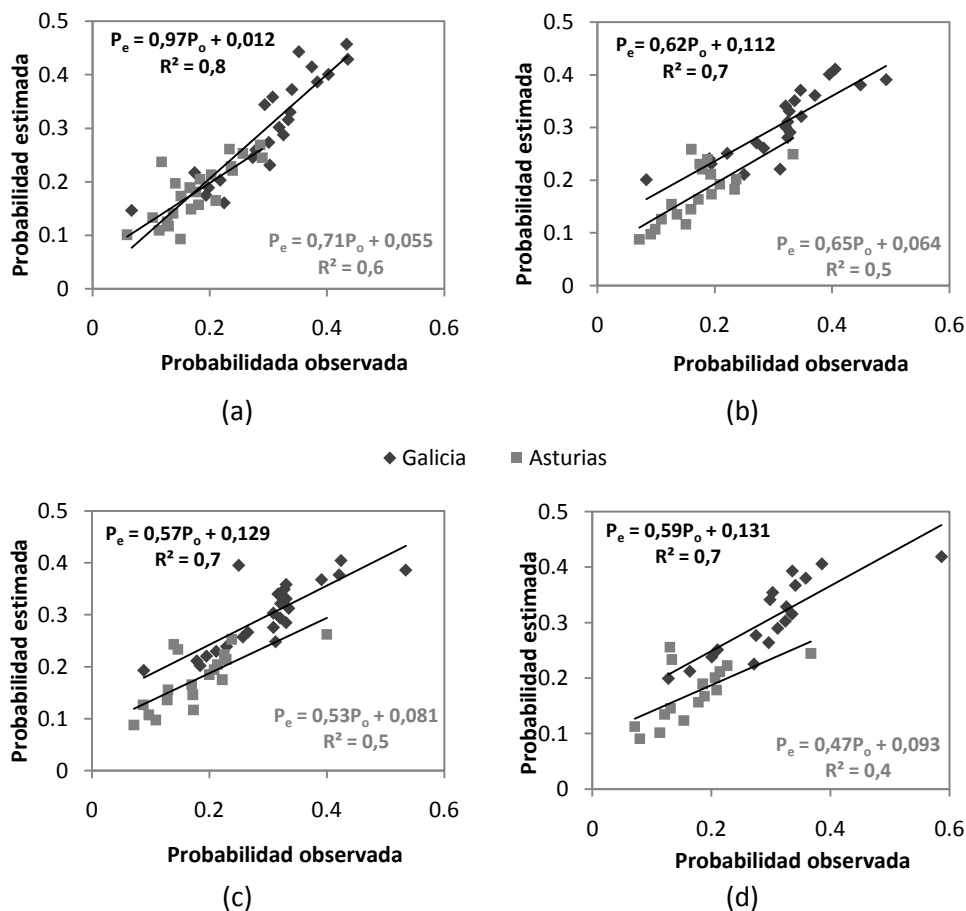 0.5
0.4
0.3
0.2
0.1
0
Probabilidad estimada
Pe = 0,97Po + 0,012
R² = 0,8
Pe = 0,71Po + 0,055
R² = 0,6
0 0.2 0.4 0.6
Probabilidada observada
(a)
0.5
0.4
0.3
0.2
0.1
0
Probabilidad estimada
Pe= 0,62Po + 0,112
R² = 0,7
Pe = 0,65Po + 0,064
R² = 0,5
0 0.2 0.4 0.6
Probabilidad observada
(b)
Galicia Asturias
0.5
0.4
0.3
0.2
0.1
0
Probabilidad estimada
Pe = 0,57Po + 0,129
R² = 0,7
Pe = 0,53Po + 0,081
R² = 0,5
0 0.2 0.4 0.6
Probabilidad observada
(c)
0.5
0.4
0.3
0.2
0.1
0
Probabilidad estimada
Pe = 0,59Po + 0,131
R² = 0,7
Pe = 0,47Po + 0,093
R² = 0,4
0 0.2 0.4 0.6
Probabilidad observada
(d)